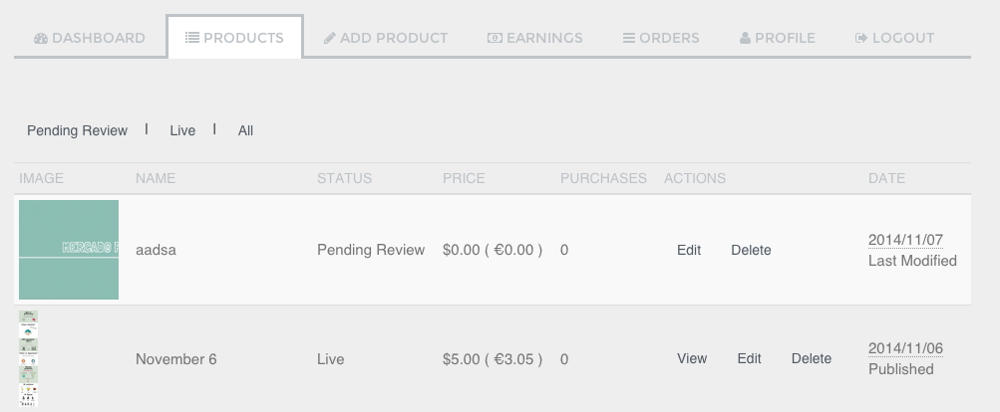 DASHBOARD PRODUCTS ADD PRODUCT EARNINGS ORDERS PROFILE LOGOUT
Pending Review | Live | All
IMAGE NAME STATUS PRICE PURCHASES ACTIONS DATE
MERCADO
aadsa Pending Review $0.00 ( €0.00 ) 0 Edit Delete 2014/11/07
Last Modified
November 6 Live $5.00 ( €3.05 ) 0 View Edit Delete 2014/11/06
Published